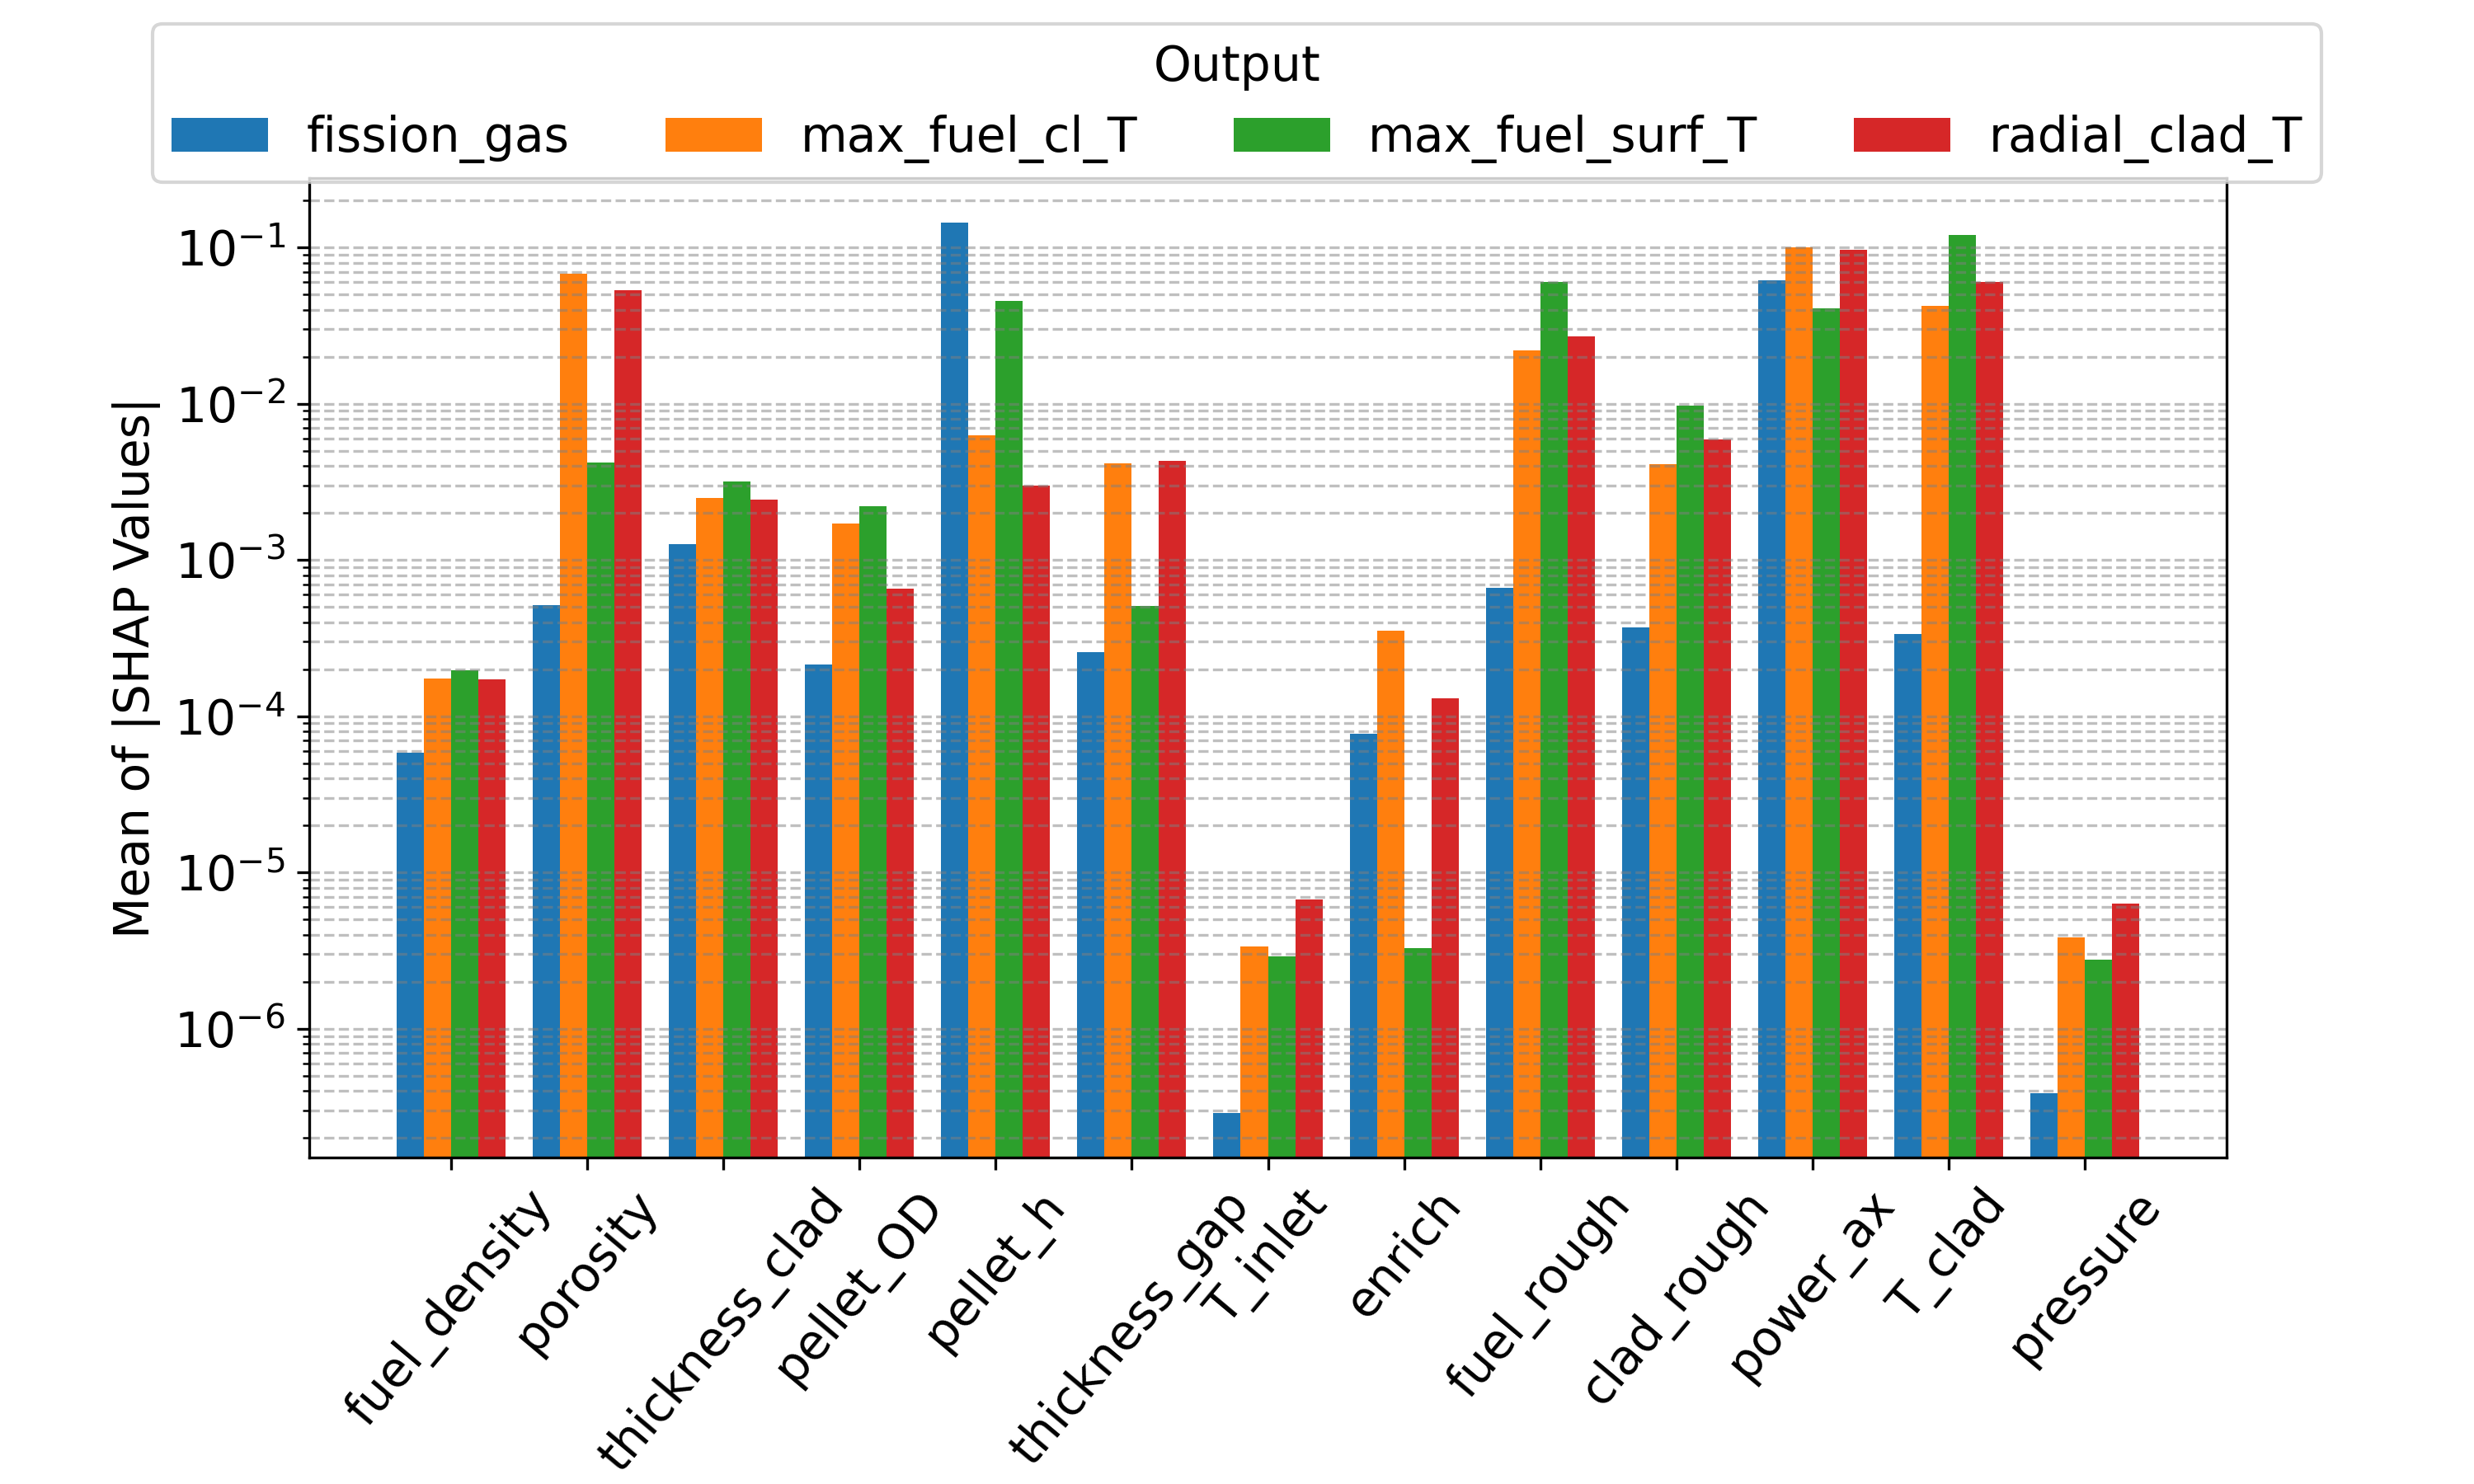 Output
fission_gas max_fuel_cl_T max_fuel_surf_T radial_clad_T
Mean of |SHAP Values|
10⁻¹
10⁻²
10⁻³
10⁻⁴
10⁻⁵
10⁻⁶
fuel_density
porosity
thickness_clad
pellet_OD
pellet_h
thickness_gap
T_inlet
enrich
fuel_rough
clad_rough
power_ax
T_clad
pressure